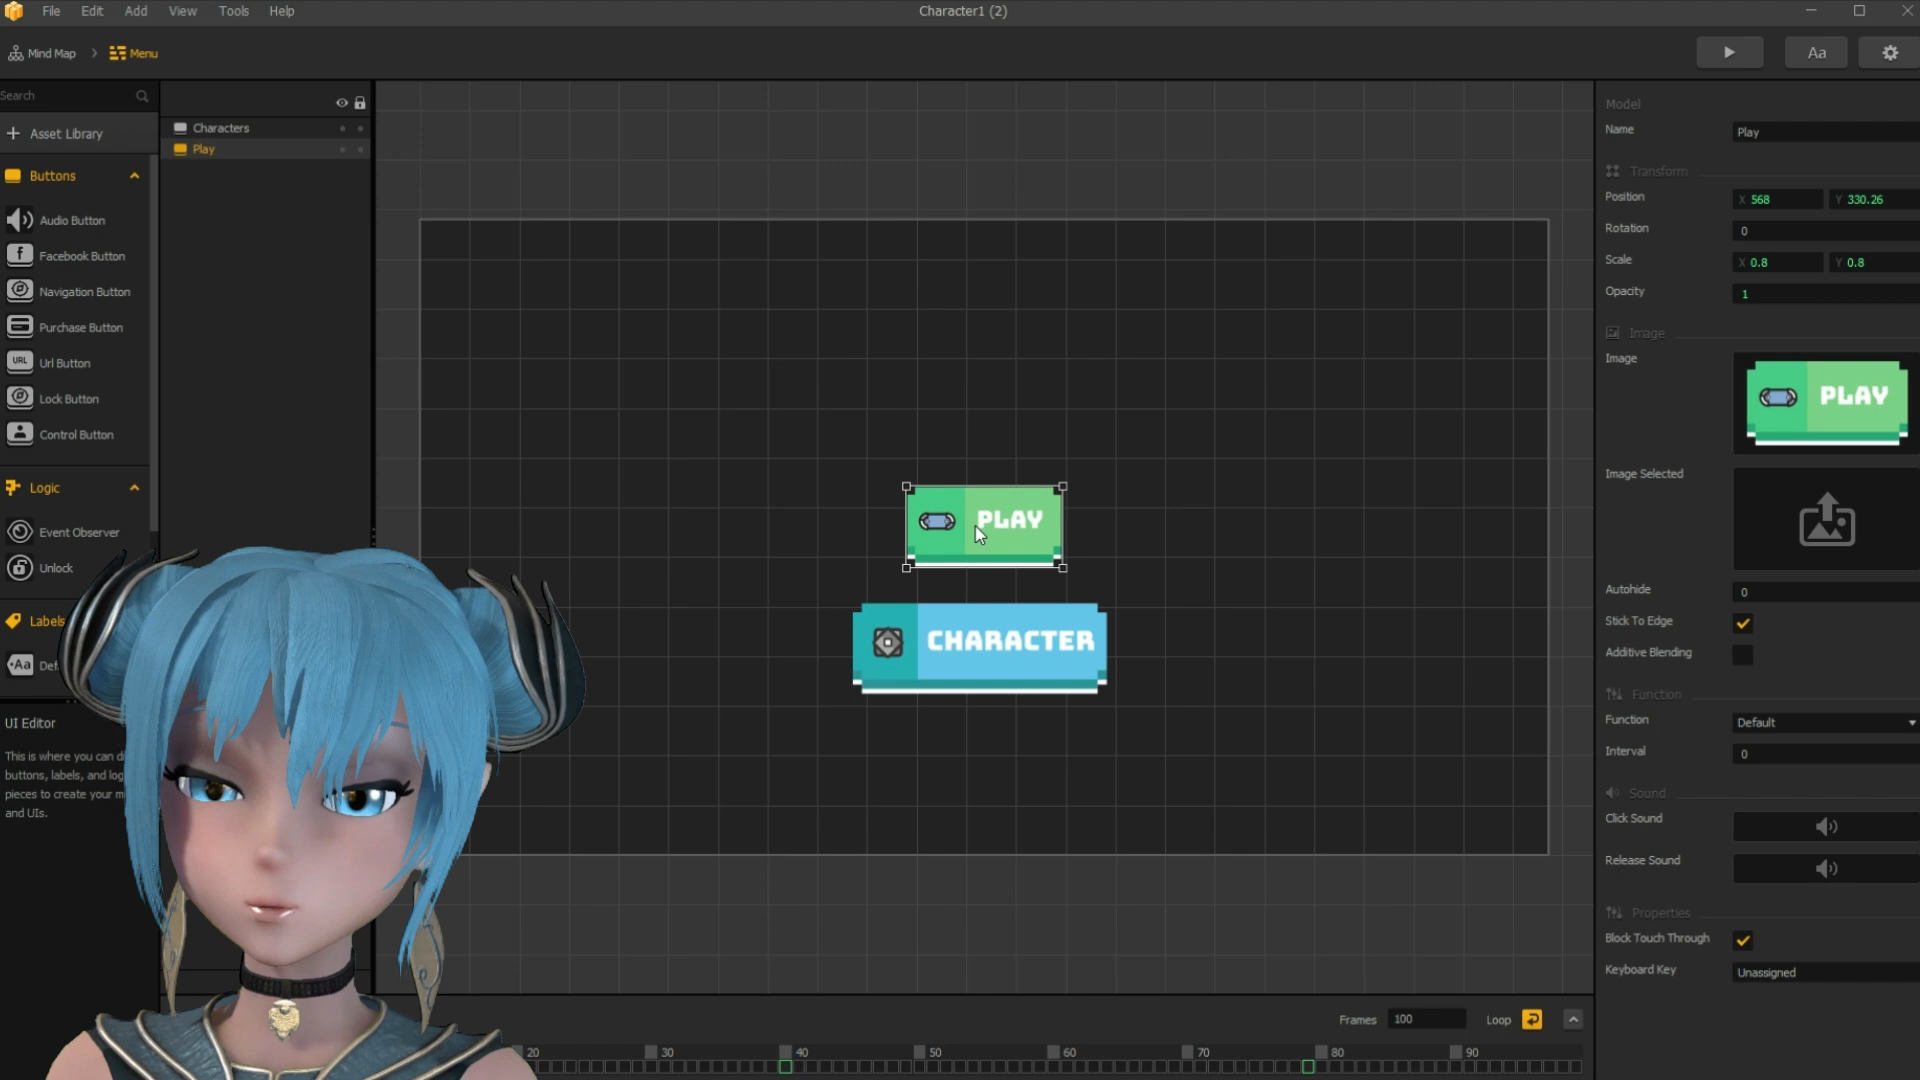 File Edit Add View Tools Help
Character1 (2)
Mind Map
Menu
Aa
Search
Asset Library
Characters
Play
Buttons
Audio Button
Facebook Button
Navigation Button
Purchase Button
URL
Url Button
Lock Button
Control Button
Logic
Event Observer
Unlock
Labels
Aa
UI Editor
This is where you can
buttons, labels, and
pieces to create your
and UIs.
PLAY
CHARACTER
Model
Name Play
Transform
Position X 568 Y 330.26
Rotation 0
Scale X 0.8 Y 0.8
Opacity 1
Image
Image
PLAY
Image Selected
Autohide 0
Stick To Edge
Additive Blending
Function
Function Default
Interval 0
Sound
Click Sound
Release Sound
Properties
Block Touch Through
Keyboard Key Unassigned
Frames 100 Loop
20 30 40 50 60 70 80 90